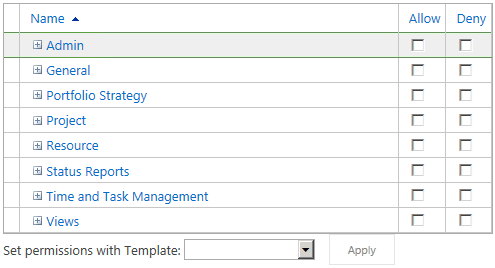 Name Allow Deny
Admin
General
Portfolio Strategy
Project
Resource
Status Reports
Time and Task Management
Views
Set permissions with Template: Apply